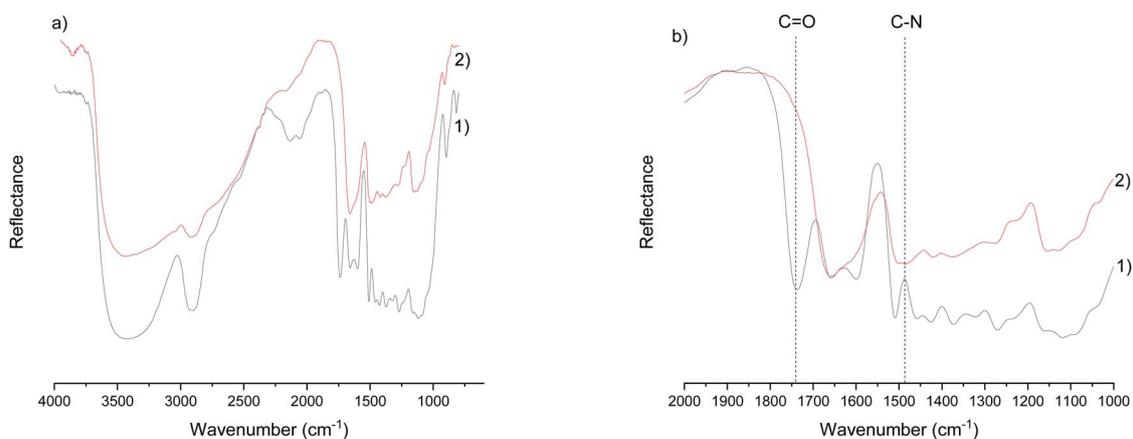 a)
2)
1)
Reflectance
4000 3500 3000 2500 2000 1500 1000
Wavenumber (cm⁻¹)
C=O
C-N
b)
2)
1)
Reflectance
2000 1900 1800 1700 1600 1500 1400 1300 1200 1100 1000
Wavenumber (cm⁻¹)